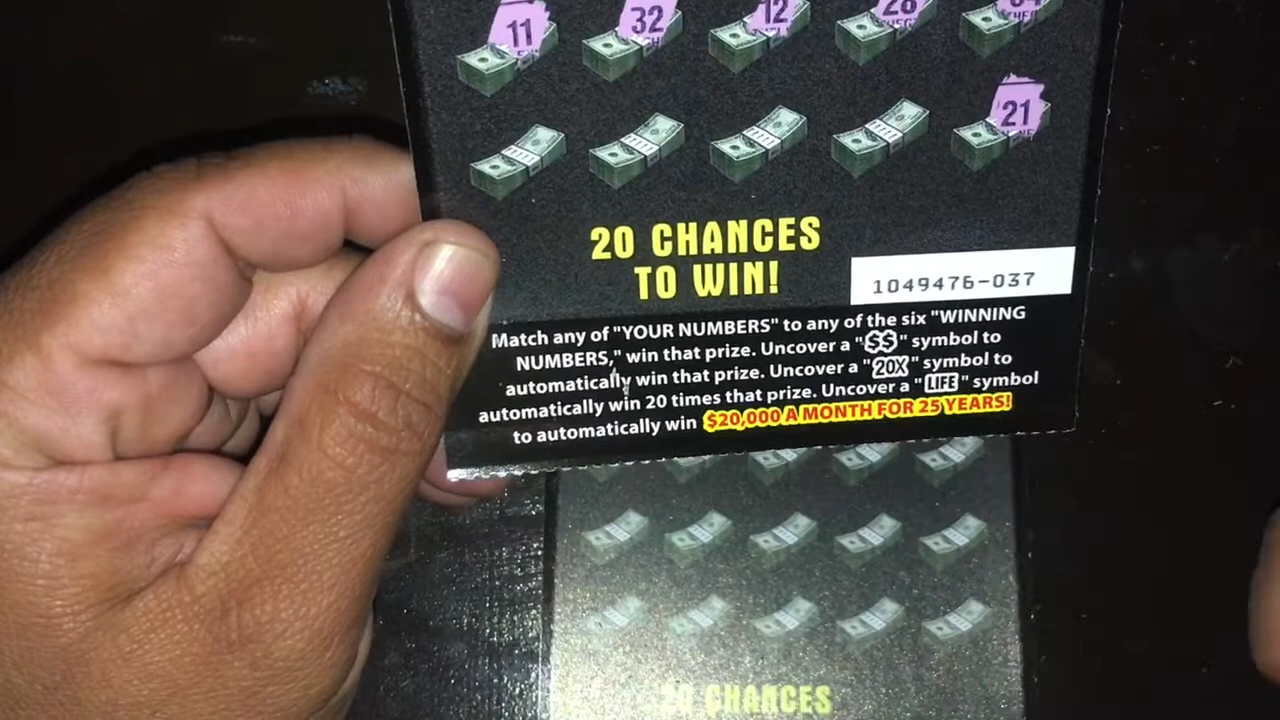 11 32 12 28
21
20 CHANCES
TO WIN!
1049476-037
Match any of "YOUR NUMBERS" to any of the six "WINNING
NUMBERS," win that prize. Uncover a "$$" symbol to
automatically win that prize. Uncover a "20X" symbol to
automatically win 20 times that prize. Uncover a "LIFE" symbol
to automatically win $20,000 A MONTH FOR 25 YEARS!
20 CHANCES